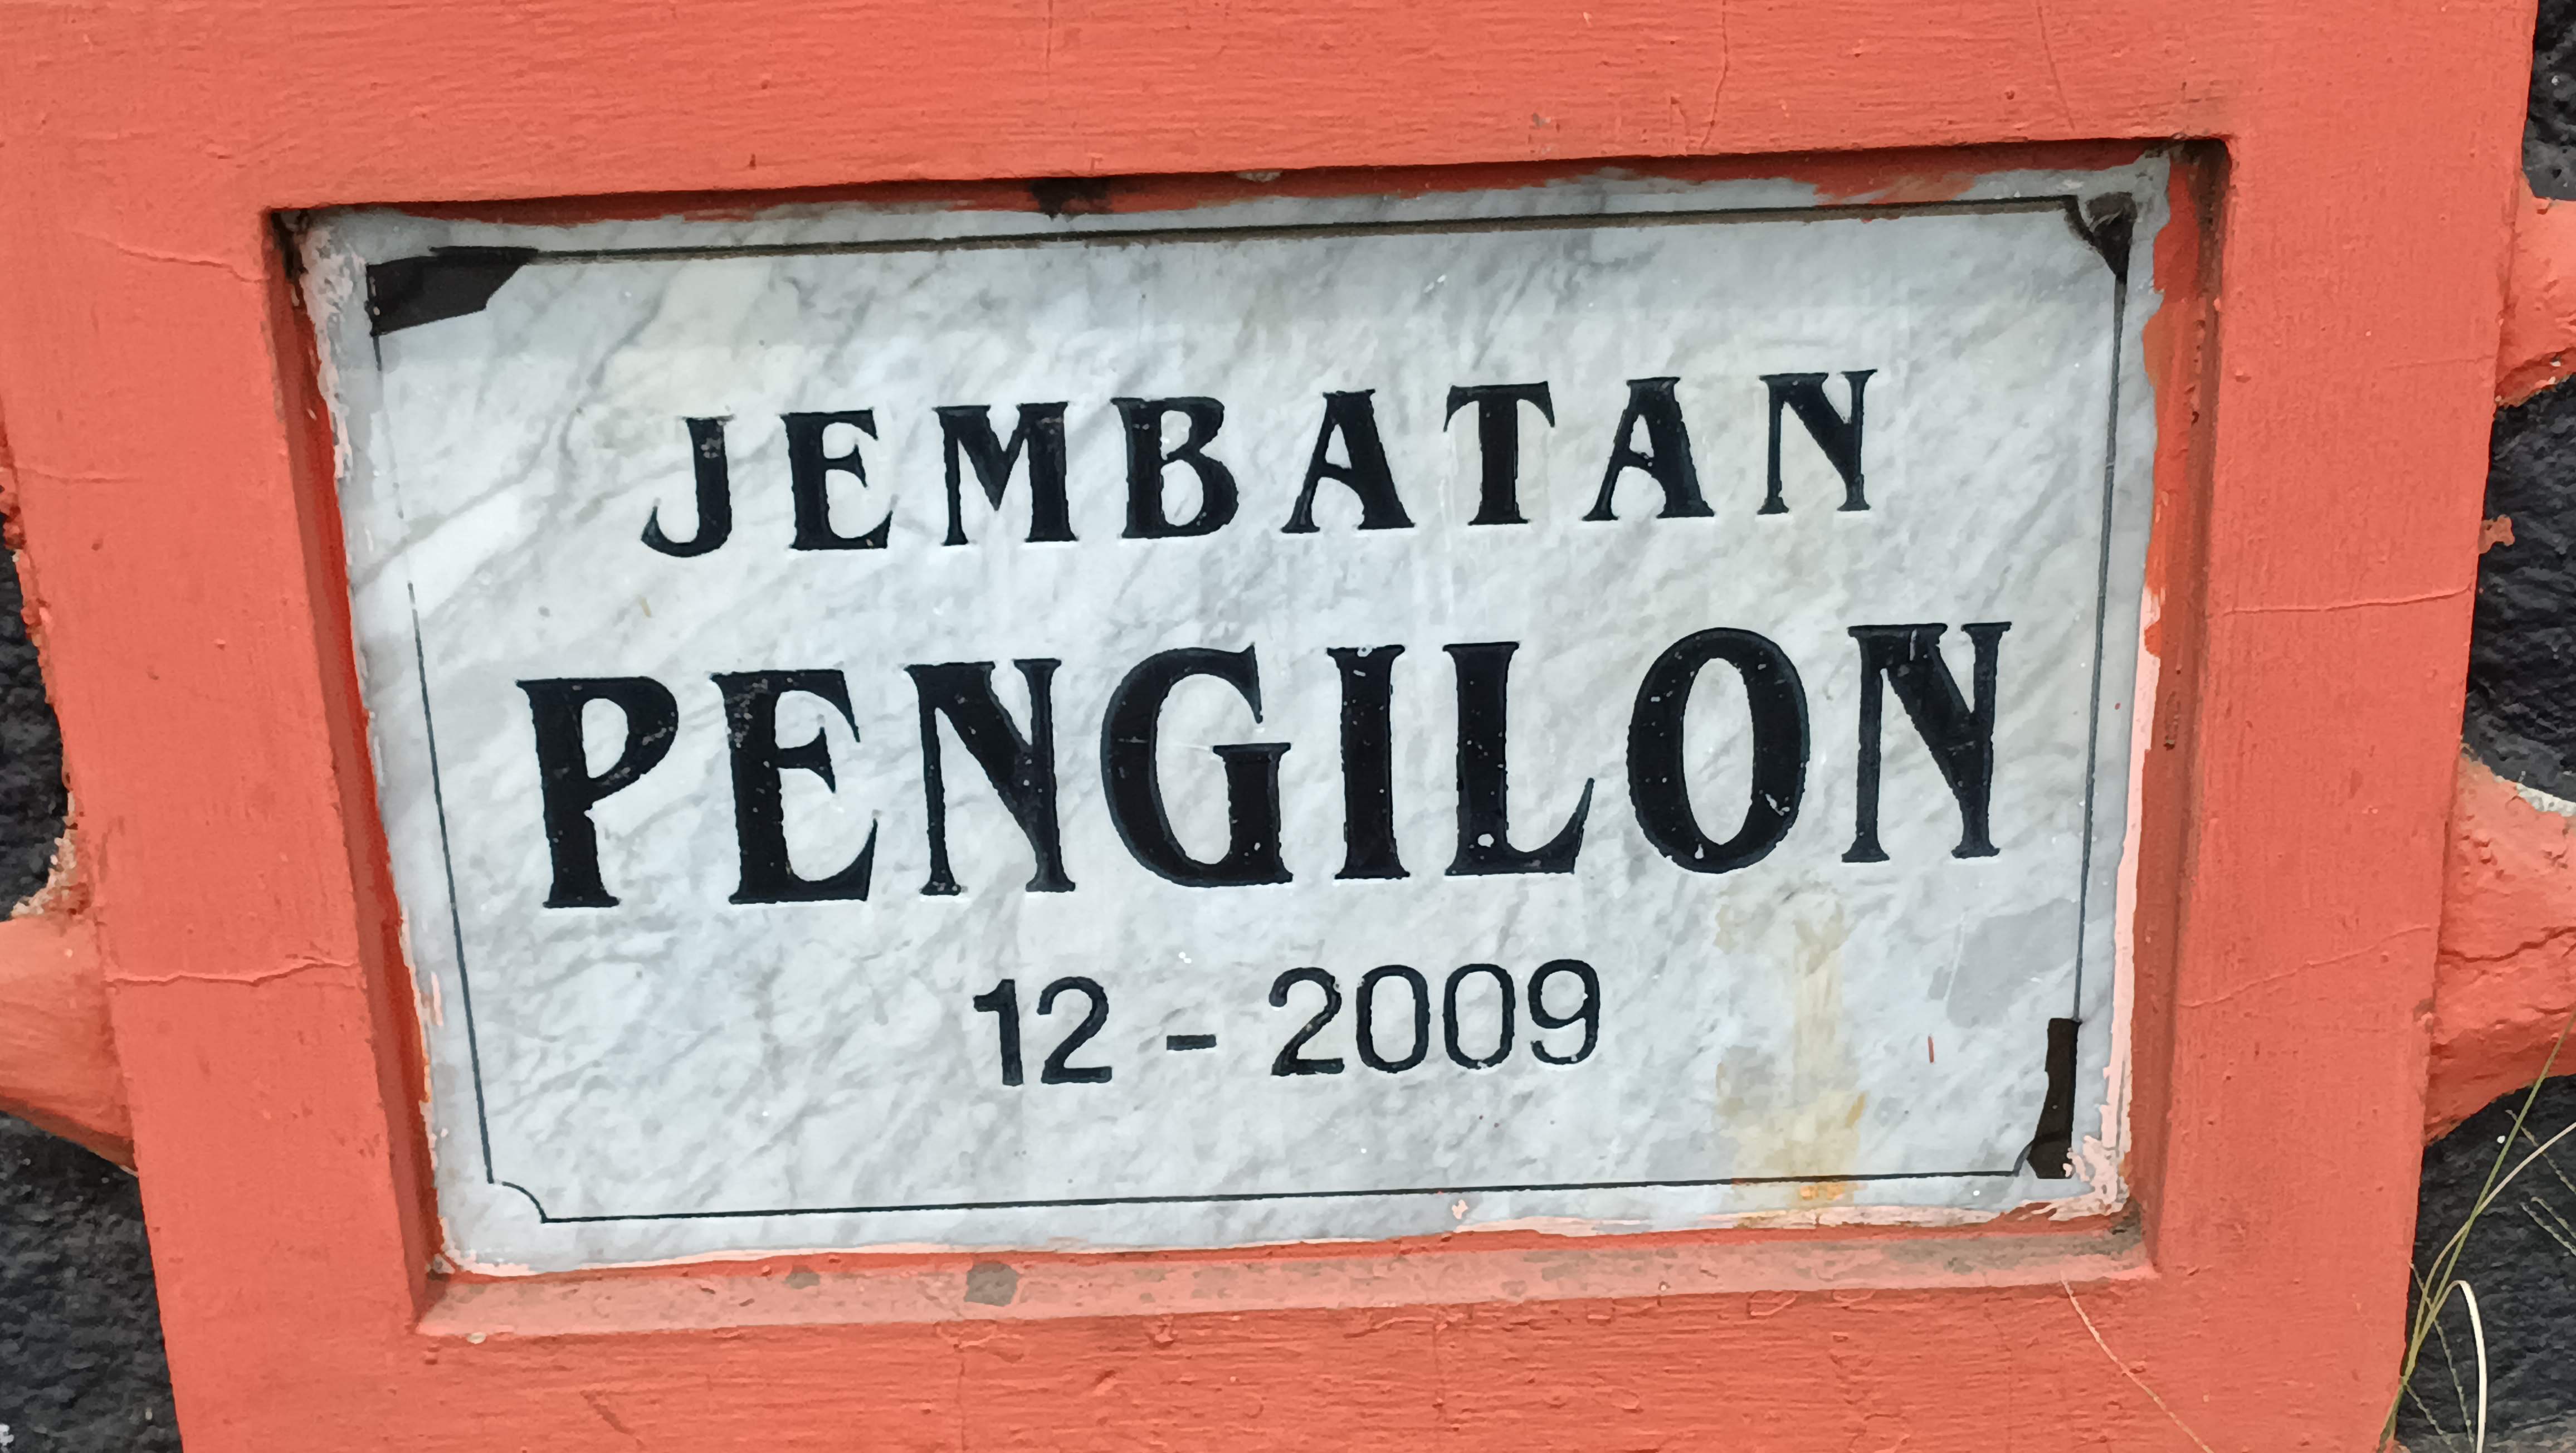 JEMBATAN
PENGILON
12 - 2009